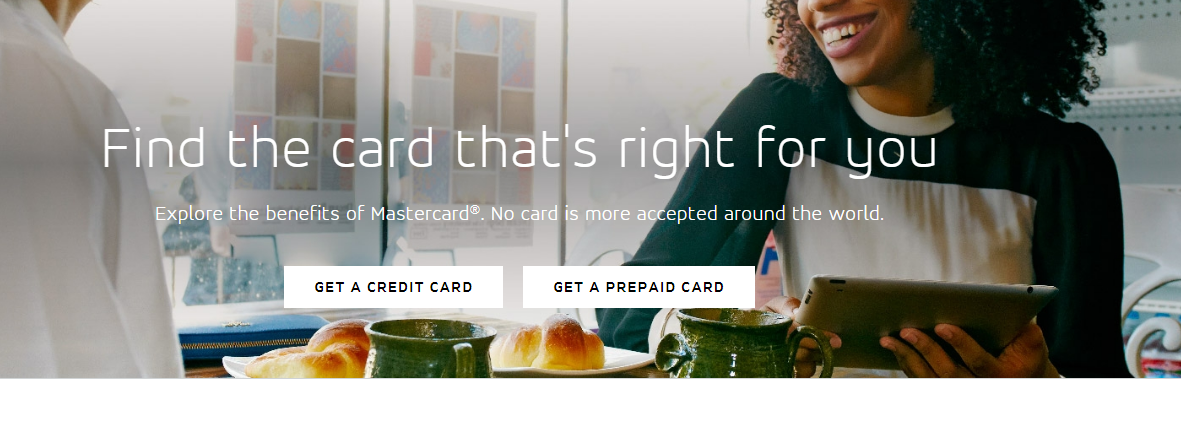 Find the card that's right for you
Explore the benefits of Mastercard®. No card is more accepted around the world.
GET A CREDIT CARD
GET A PREPAID CARD